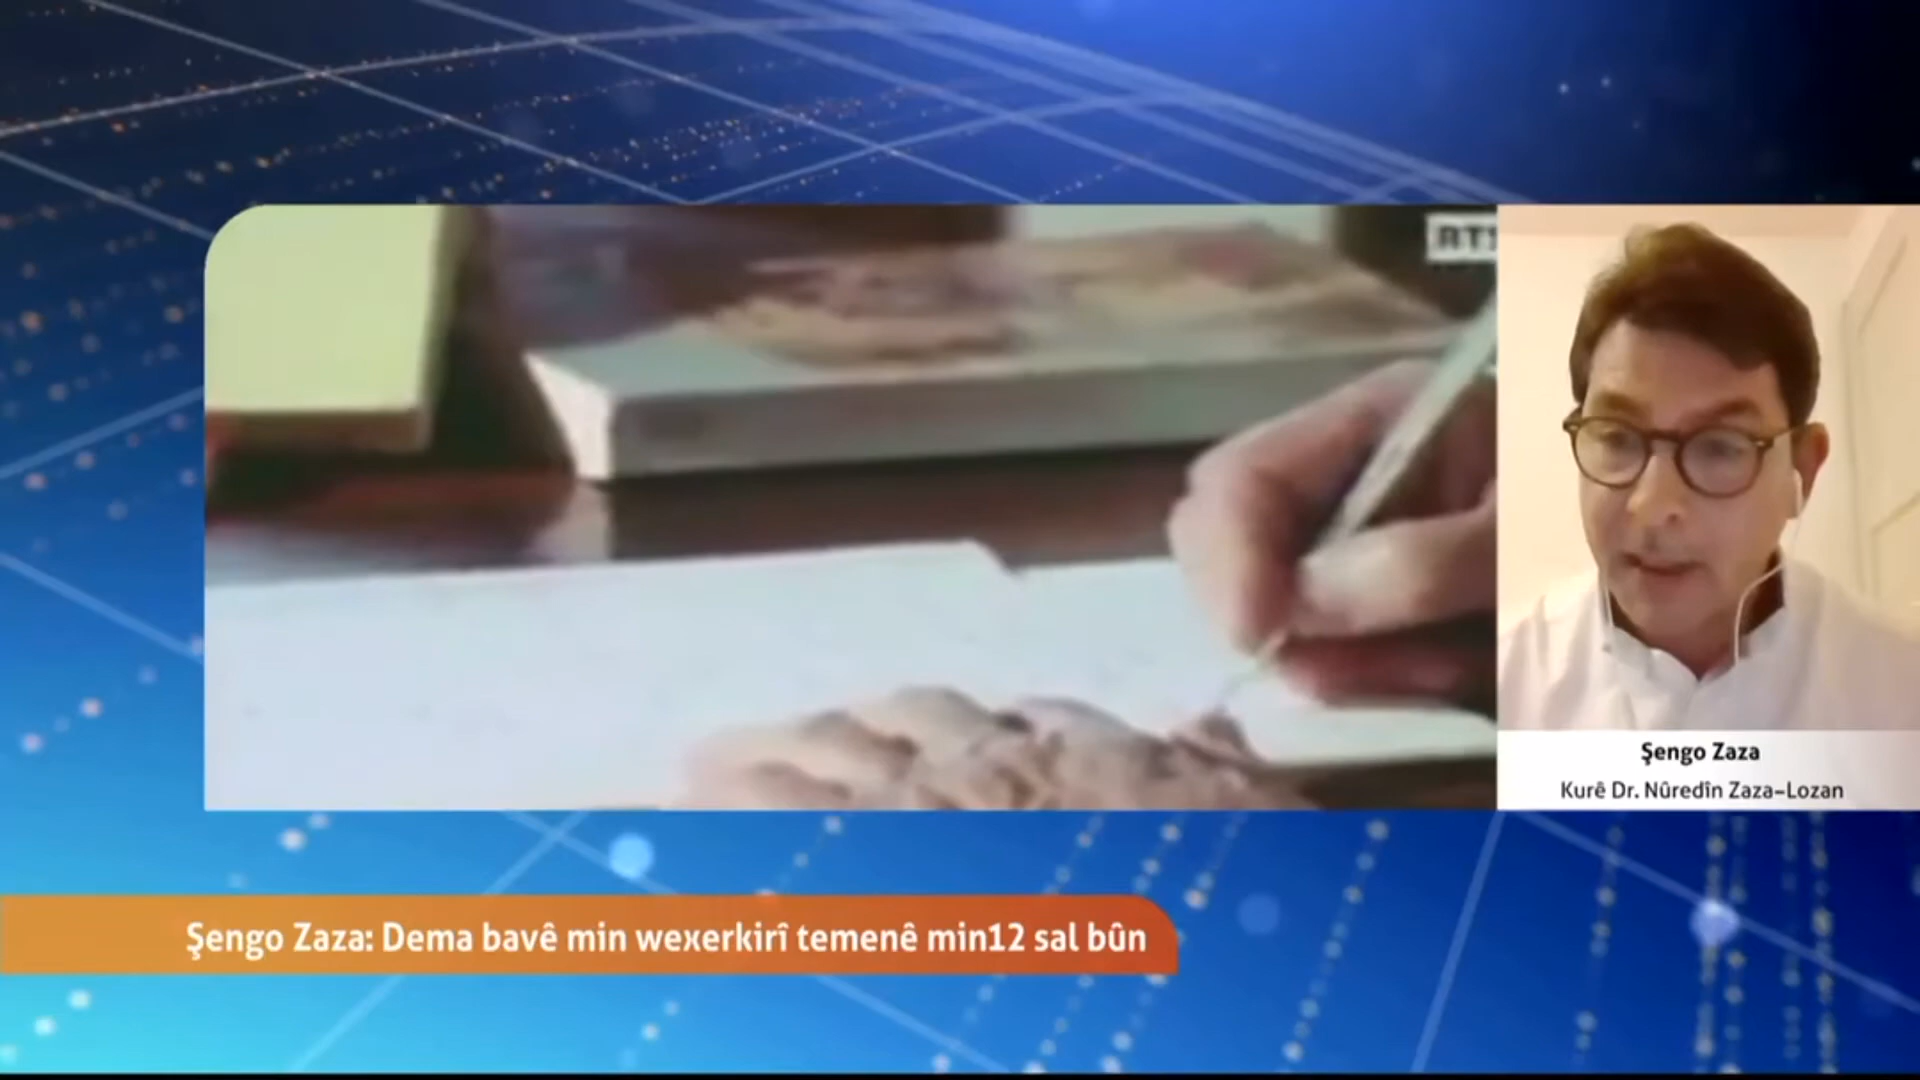 Şengo Zaza
Kurê Dr. Nûredîn Zaza-Lozan
Şengo Zaza: Dema bavê min wexerkirî temenê min12 sal bûn